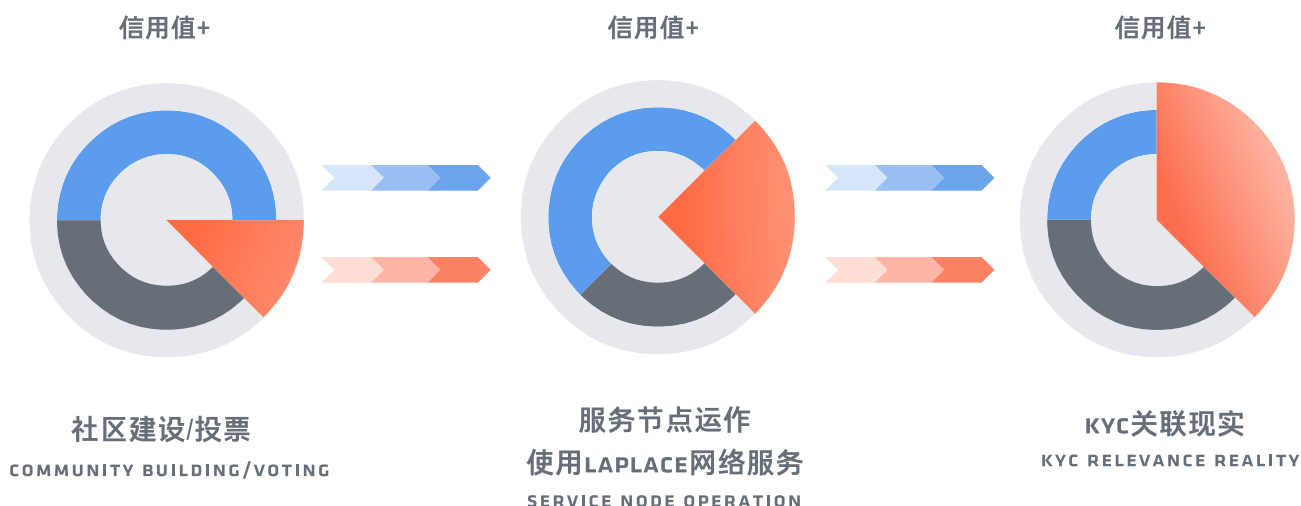 信用值+
信用值+
信用值+
社区建设/投票
COMMUNITY BUILDING/VOTING
服务节点运作
使用LAPLACE网络服务
SERVICE NODE OPERATION
KYC关联现实
KYC RELEVANCE REALITY